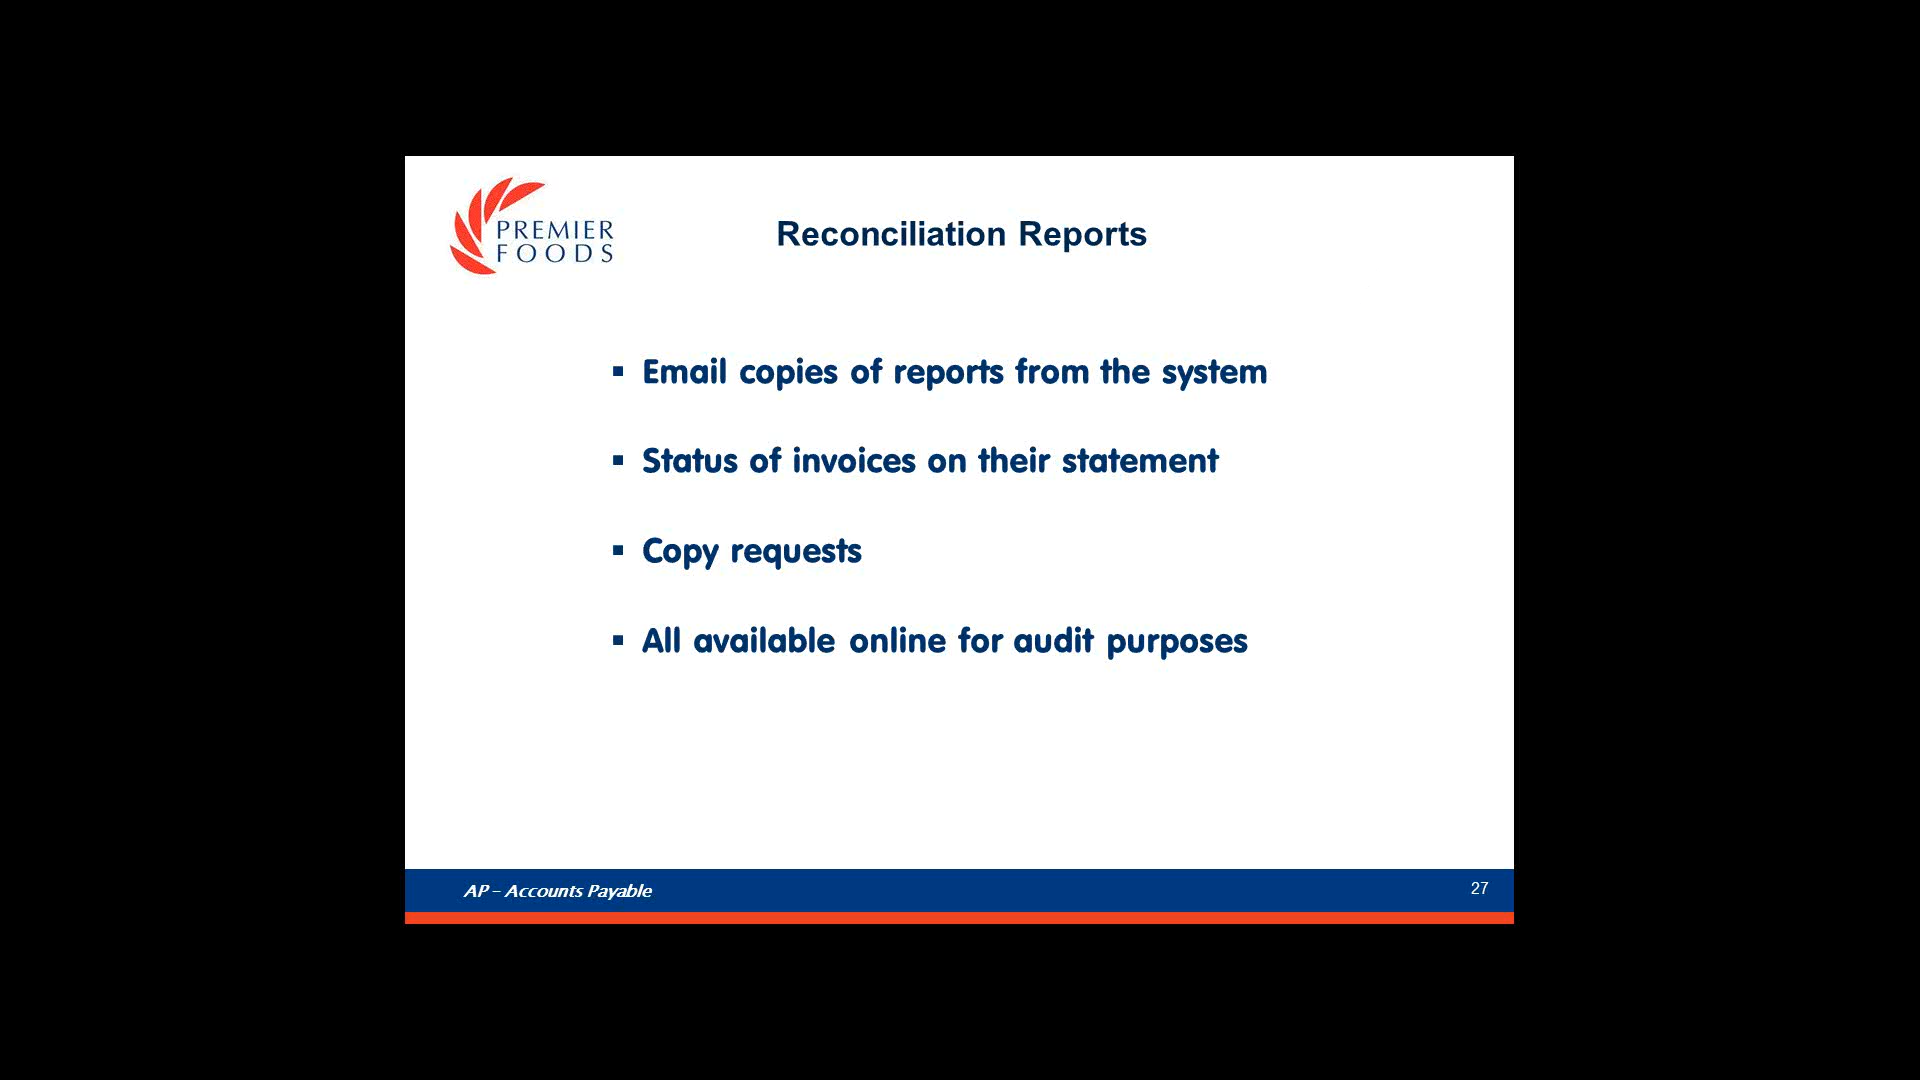 PREMIER
FOODS
Reconciliation Reports
▪ Email copies of reports from the system
▪ Status of invoices on their statement
▪ Copy requests
▪ All available online for audit purposes
AP – Accounts Payable
27